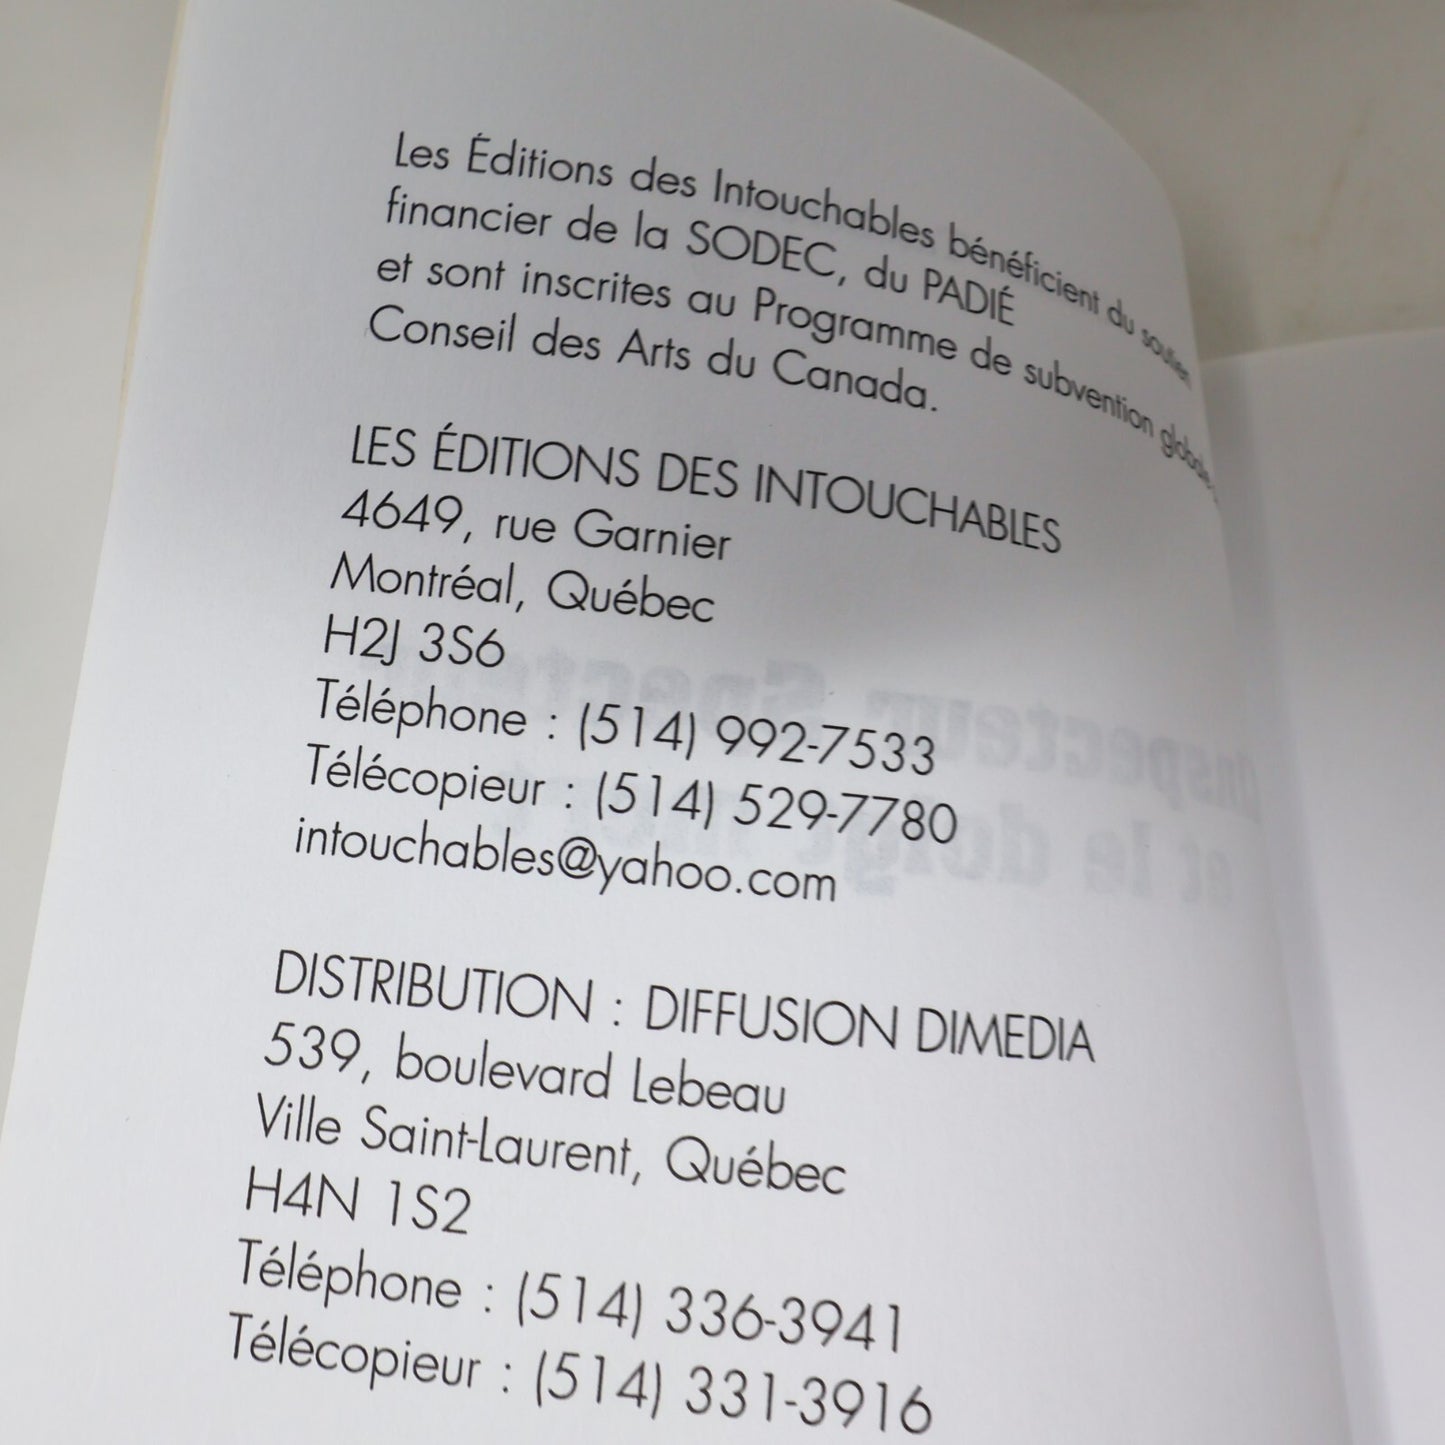 Les Éditions des Intouchables bénéficient du soutien
financier de la SODEC, du PADIÉ
et sont inscrites au Programme de subvention globale
Conseil des Arts du Canada.
LES ÉDITIONS DES INTOUCHABLES
4649, rue Garnier
Montréal, Québec
H2J 3S6
Téléphone : (514) 992-7533
Télécopieur : (514) 529-7780
intouchables@yahoo.com
DISTRIBUTION : DIFFUSION DIMEDIA
539, boulevard Lebeau
Ville Saint-Laurent, Québec
H4N 1S2
Téléphone : (514) 336-3941
Télécopieur : (514) 331-3916